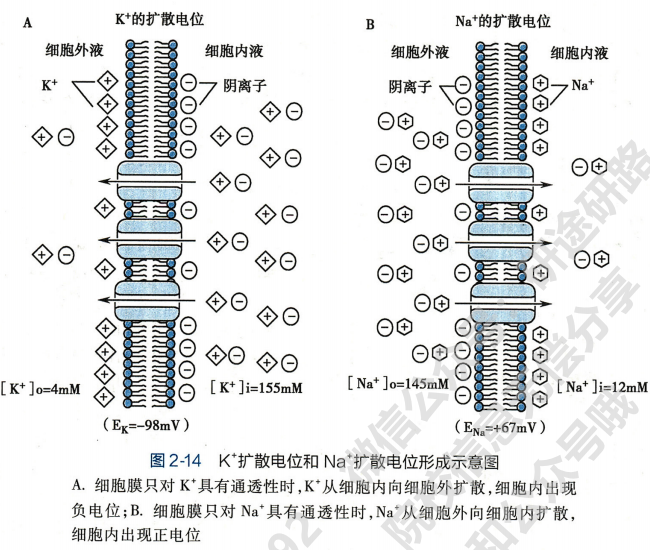 A
K⁺的扩散电位
细胞外液
细胞内液
K⁺
阴离子
[K⁺]o=4mM
[K⁺]i=155mM
(E_K=-98mV)
B
Na⁺的扩散电位
细胞外液
细胞内液
阴离子
Na⁺
[Na⁺]o=145mM
[Na⁺]i=12mM
(E_Na=+67mV)
图2-14 K⁺扩散电位和Na⁺扩散电位形成示意图
A. 细胞膜只对K⁺具有通透性时,K⁺从细胞内向细胞外扩散,细胞内出现
负电位;B. 细胞膜只对Na⁺具有通透性时,Na⁺从细胞外向细胞内扩散,
细胞内出现正电位